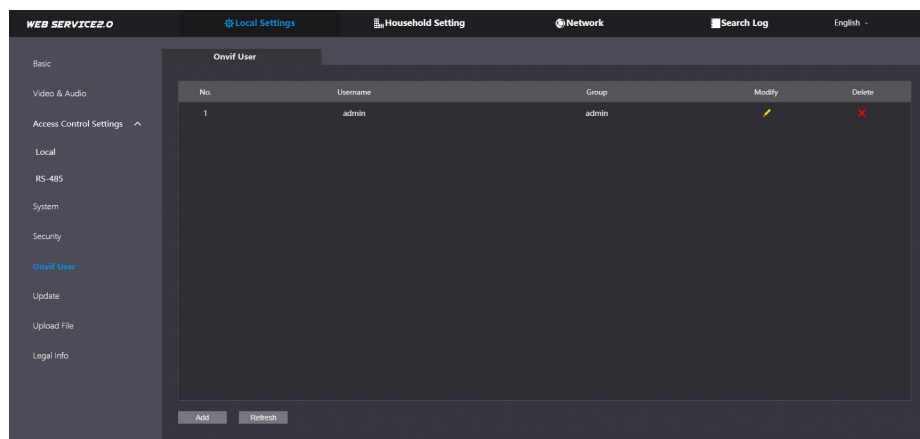 WEB SERVICE2.0
Local Settings
Household Setting
Network
Search Log
English
Basic
Video & Audio
Access Control Settings
Local
RS-485
System
Security
Onvif User
Update
Upload File
Legal Info
Onvif User
No. Username Group Modify Delete
1 admin admin
Add Refresh